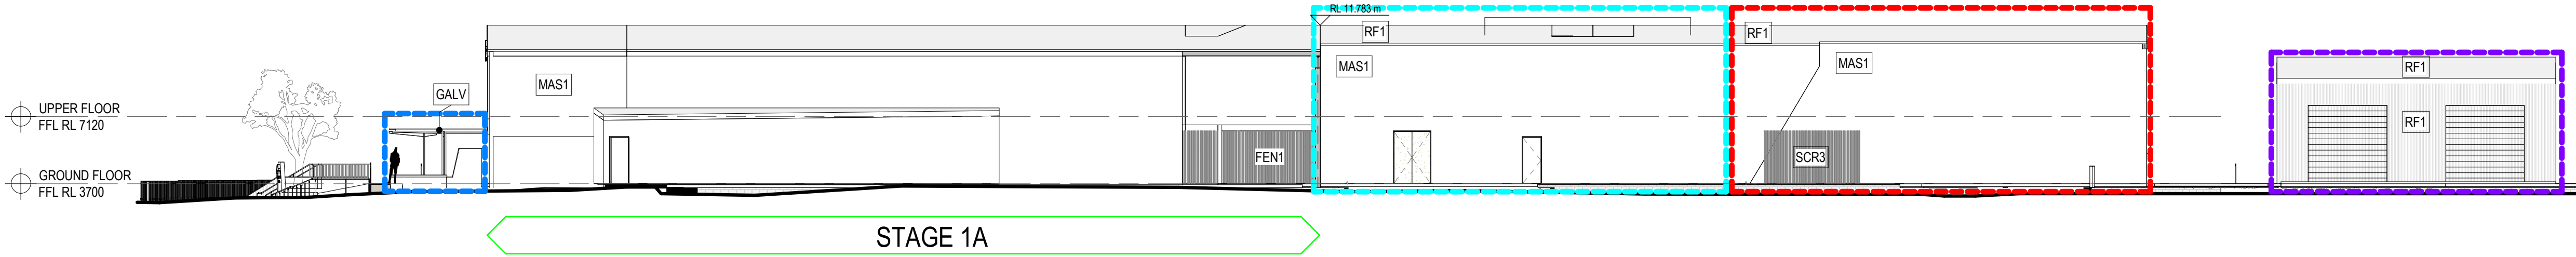 RL 11.783 m
RF1
RF1
RF1
MAS1
MAS1
MAS1
GALV
UPPER FLOOR
FFL RL 7120
RF1
FEN1
SCR3
GROUND FLOOR
FFL RL 3700
STAGE 1A